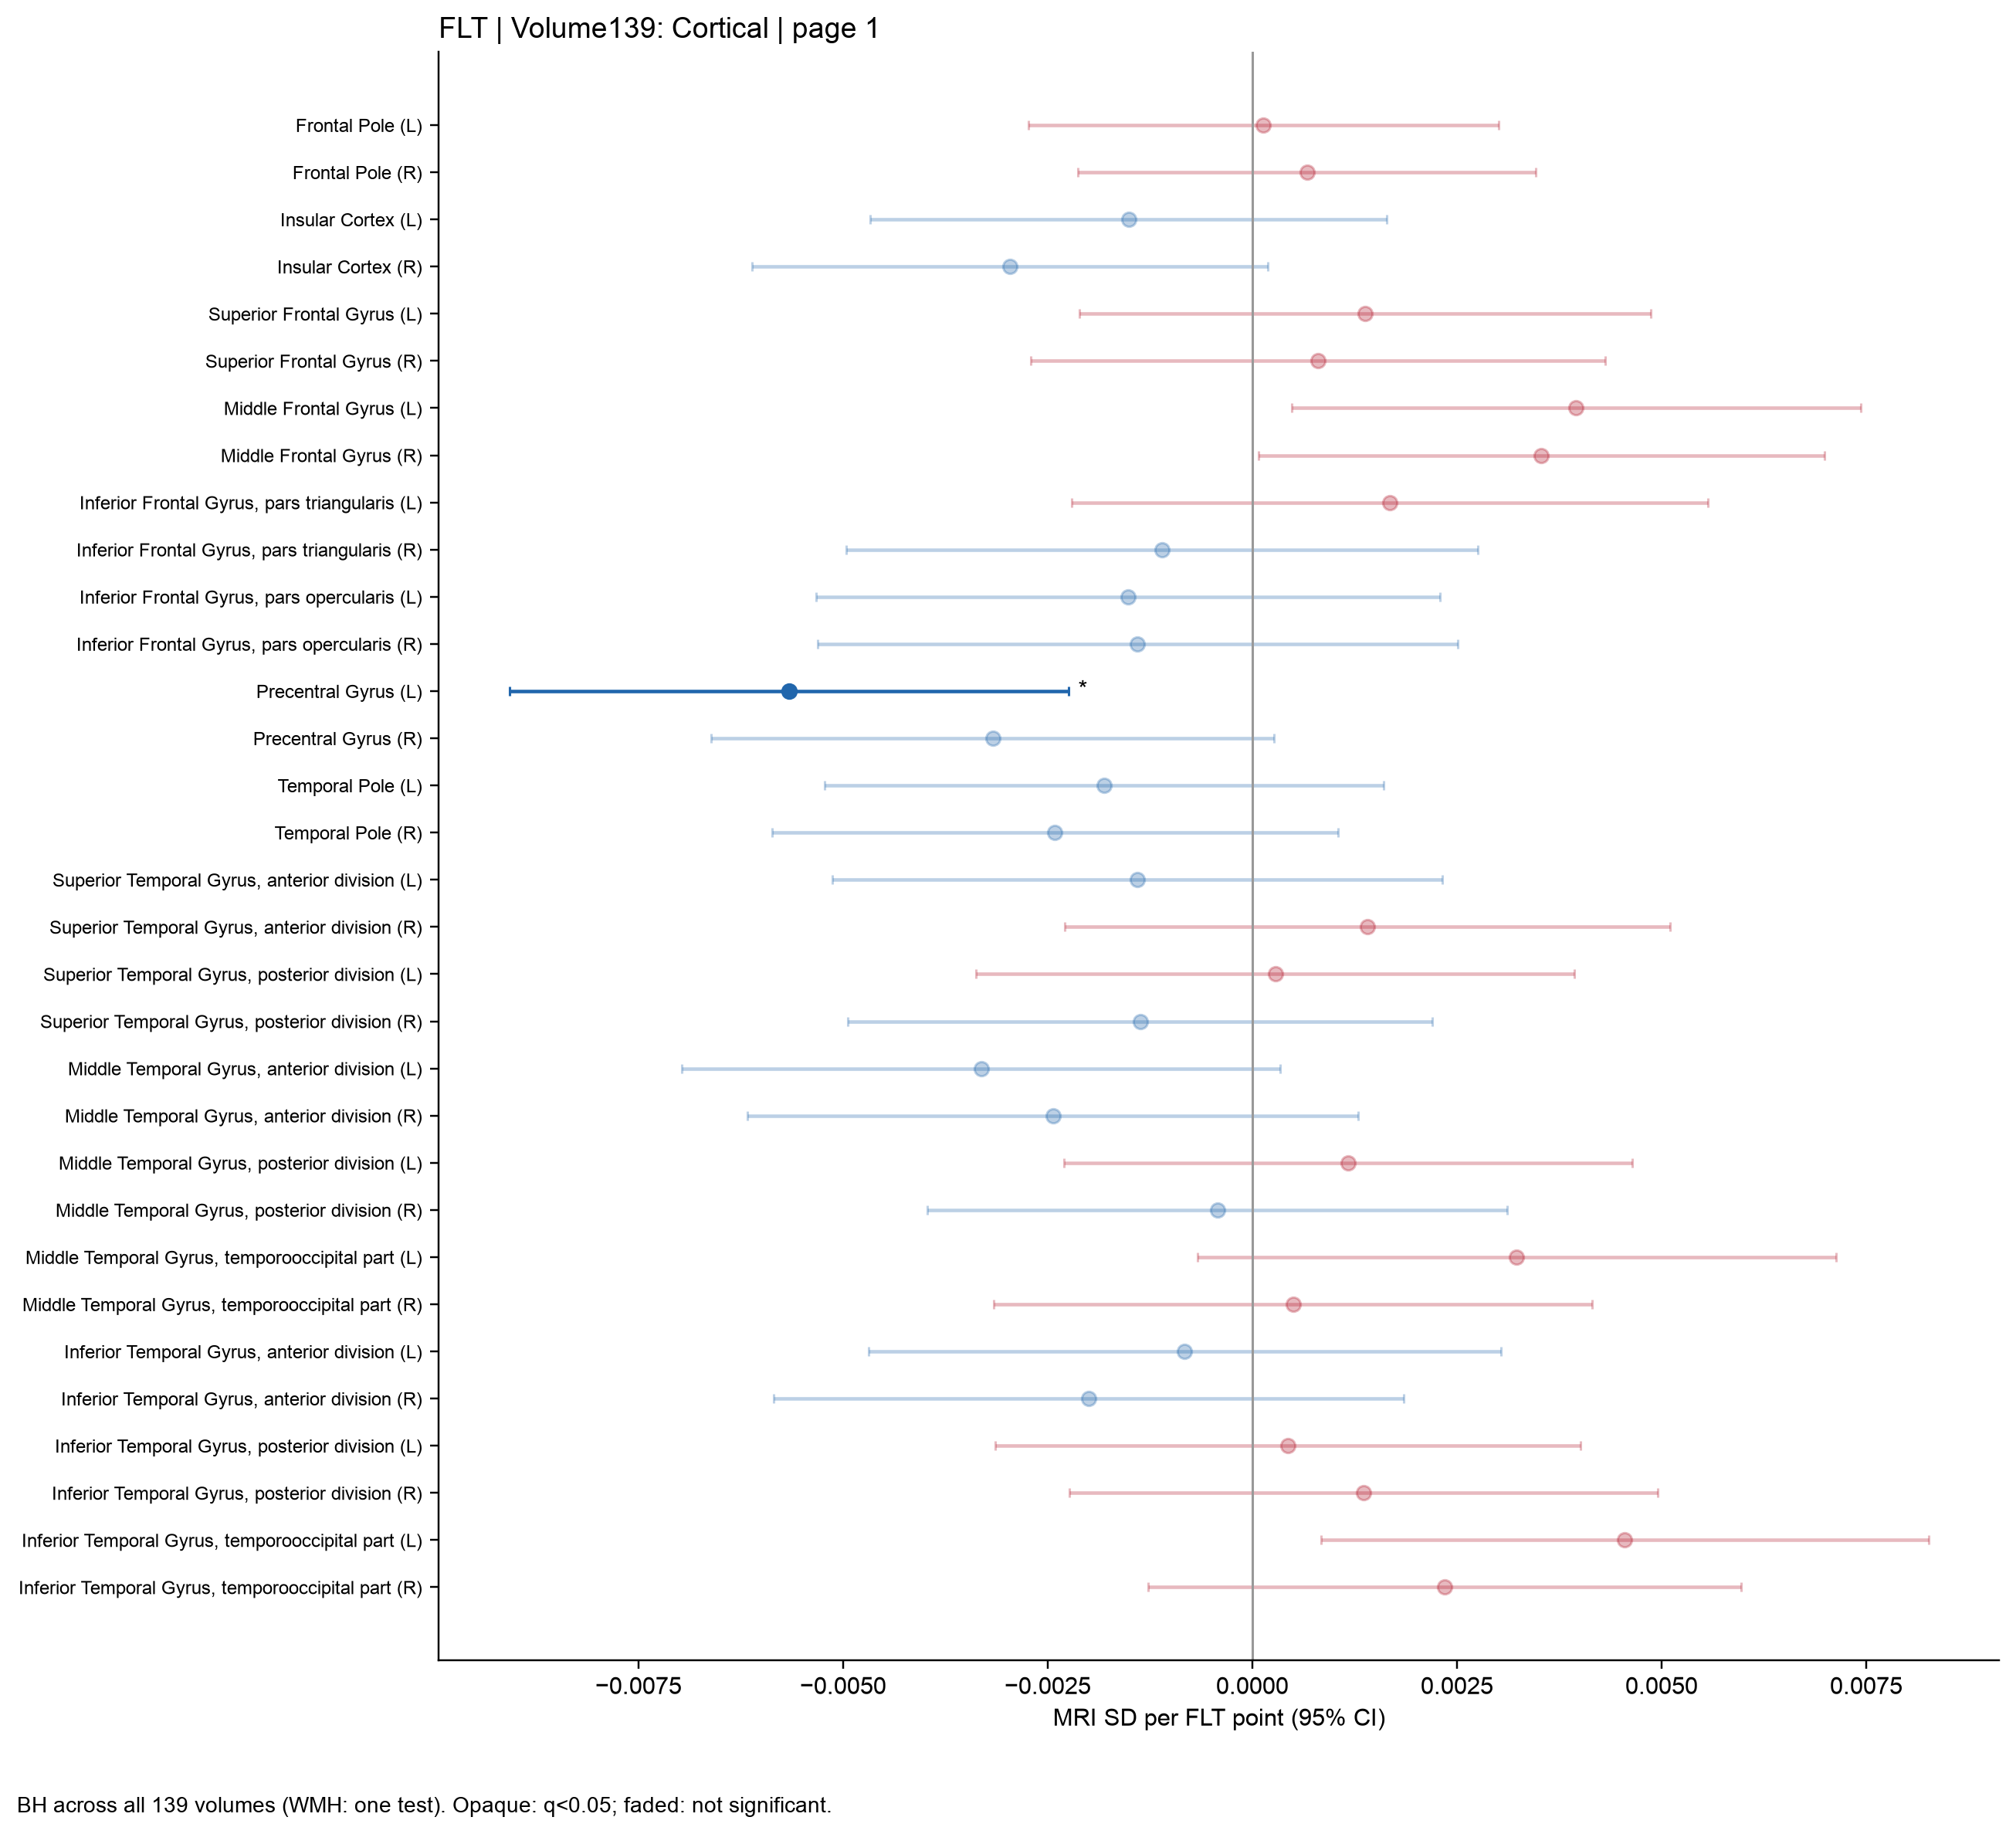 FLT | Volume139: Cortical | page 1
Frontal Pole (L)
Frontal Pole (R)
Insular Cortex (L)
Insular Cortex (R)
Superior Frontal Gyrus (L)
Superior Frontal Gyrus (R)
Middle Frontal Gyrus (L)
Middle Frontal Gyrus (R)
Inferior Frontal Gyrus, pars triangularis (L)
Inferior Frontal Gyrus, pars triangularis (R)
Inferior Frontal Gyrus, pars opercularis (L)
Inferior Frontal Gyrus, pars opercularis (R)
Precentral Gyrus (L) *
Precentral Gyrus (R)
Temporal Pole (L)
Temporal Pole (R)
Superior Temporal Gyrus, anterior division (L)
Superior Temporal Gyrus, anterior division (R)
Superior Temporal Gyrus, posterior division (L)
Superior Temporal Gyrus, posterior division (R)
Middle Temporal Gyrus, anterior division (L)
Middle Temporal Gyrus, anterior division (R)
Middle Temporal Gyrus, posterior division (L)
Middle Temporal Gyrus, posterior division (R)
Middle Temporal Gyrus, temporooccipital part (L)
Middle Temporal Gyrus, temporooccipital part (R)
Inferior Temporal Gyrus, anterior division (L)
Inferior Temporal Gyrus, anterior division (R)
Inferior Temporal Gyrus, posterior division (L)
Inferior Temporal Gyrus, posterior division (R)
Inferior Temporal Gyrus, temporooccipital part (L)
Inferior Temporal Gyrus, temporooccipital part (R)
−0.0075 −0.0050 −0.0025 0.0000 0.0025 0.0050 0.0075
MRI SD per FLT point (95% CI)
BH across all 139 volumes (WMH: one test). Opaque: q<0.05; faded: not significant.